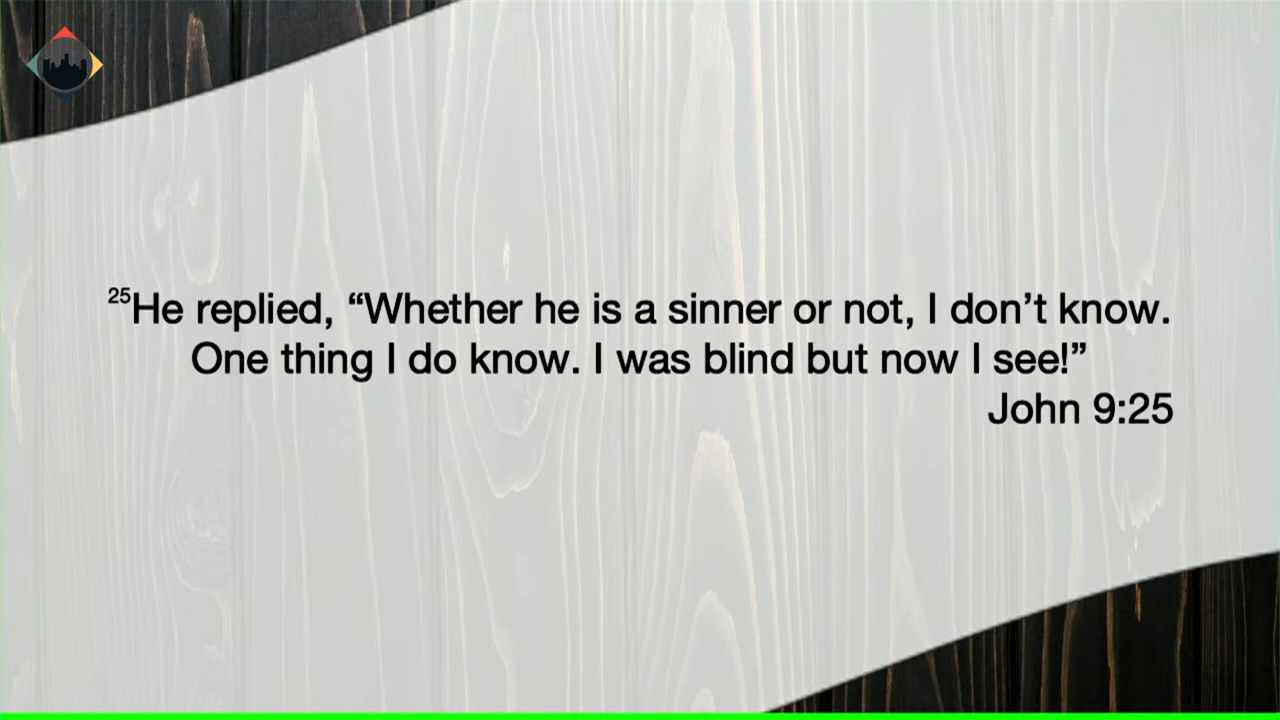 ²⁵He replied, “Whether he is a sinner or not, I don’t know.
One thing I do know. I was blind but now I see!”
John 9:25